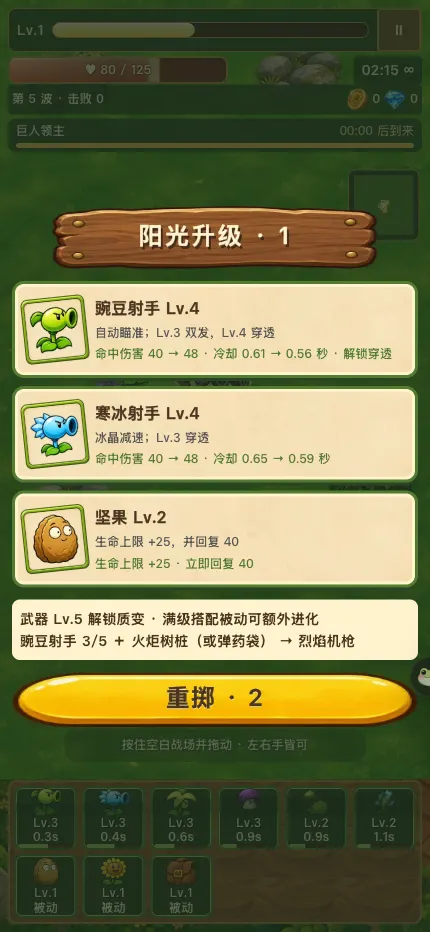 Lv.1
II
♥ 80 / 125
02:15 ∞
第 5 波 · 击败 0
0
0
巨人领主
00:00 后到来
阳光升级 · 1
豌豆射手 Lv.4
自动瞄准；Lv.3 双发，Lv.4 穿透
命中伤害 40 → 48 · 冷却 0.61 → 0.56 秒 · 解锁穿透
寒冰射手 Lv.4
冰晶减速；Lv.3 穿透
命中伤害 40 → 48 · 冷却 0.65 → 0.59 秒
坚果 Lv.2
生命上限 +25，并回复 40
生命上限 +25 · 立即回复 40
武器 Lv.5 解锁质变 · 满级搭配被动可额外进化
豌豆射手 3/5 + 火炬树桩（或弹药袋） → 烈焰机枪
重掷 · 2
按住空白战场并拖动 · 左右手皆可
Lv.3
0.3s
Lv.3
0.4s
Lv.3
0.6s
Lv.3
0.9s
Lv.2
0.9s
Lv.2
1.1s
Lv.1
被动
Lv.1
被动
Lv.1
被动